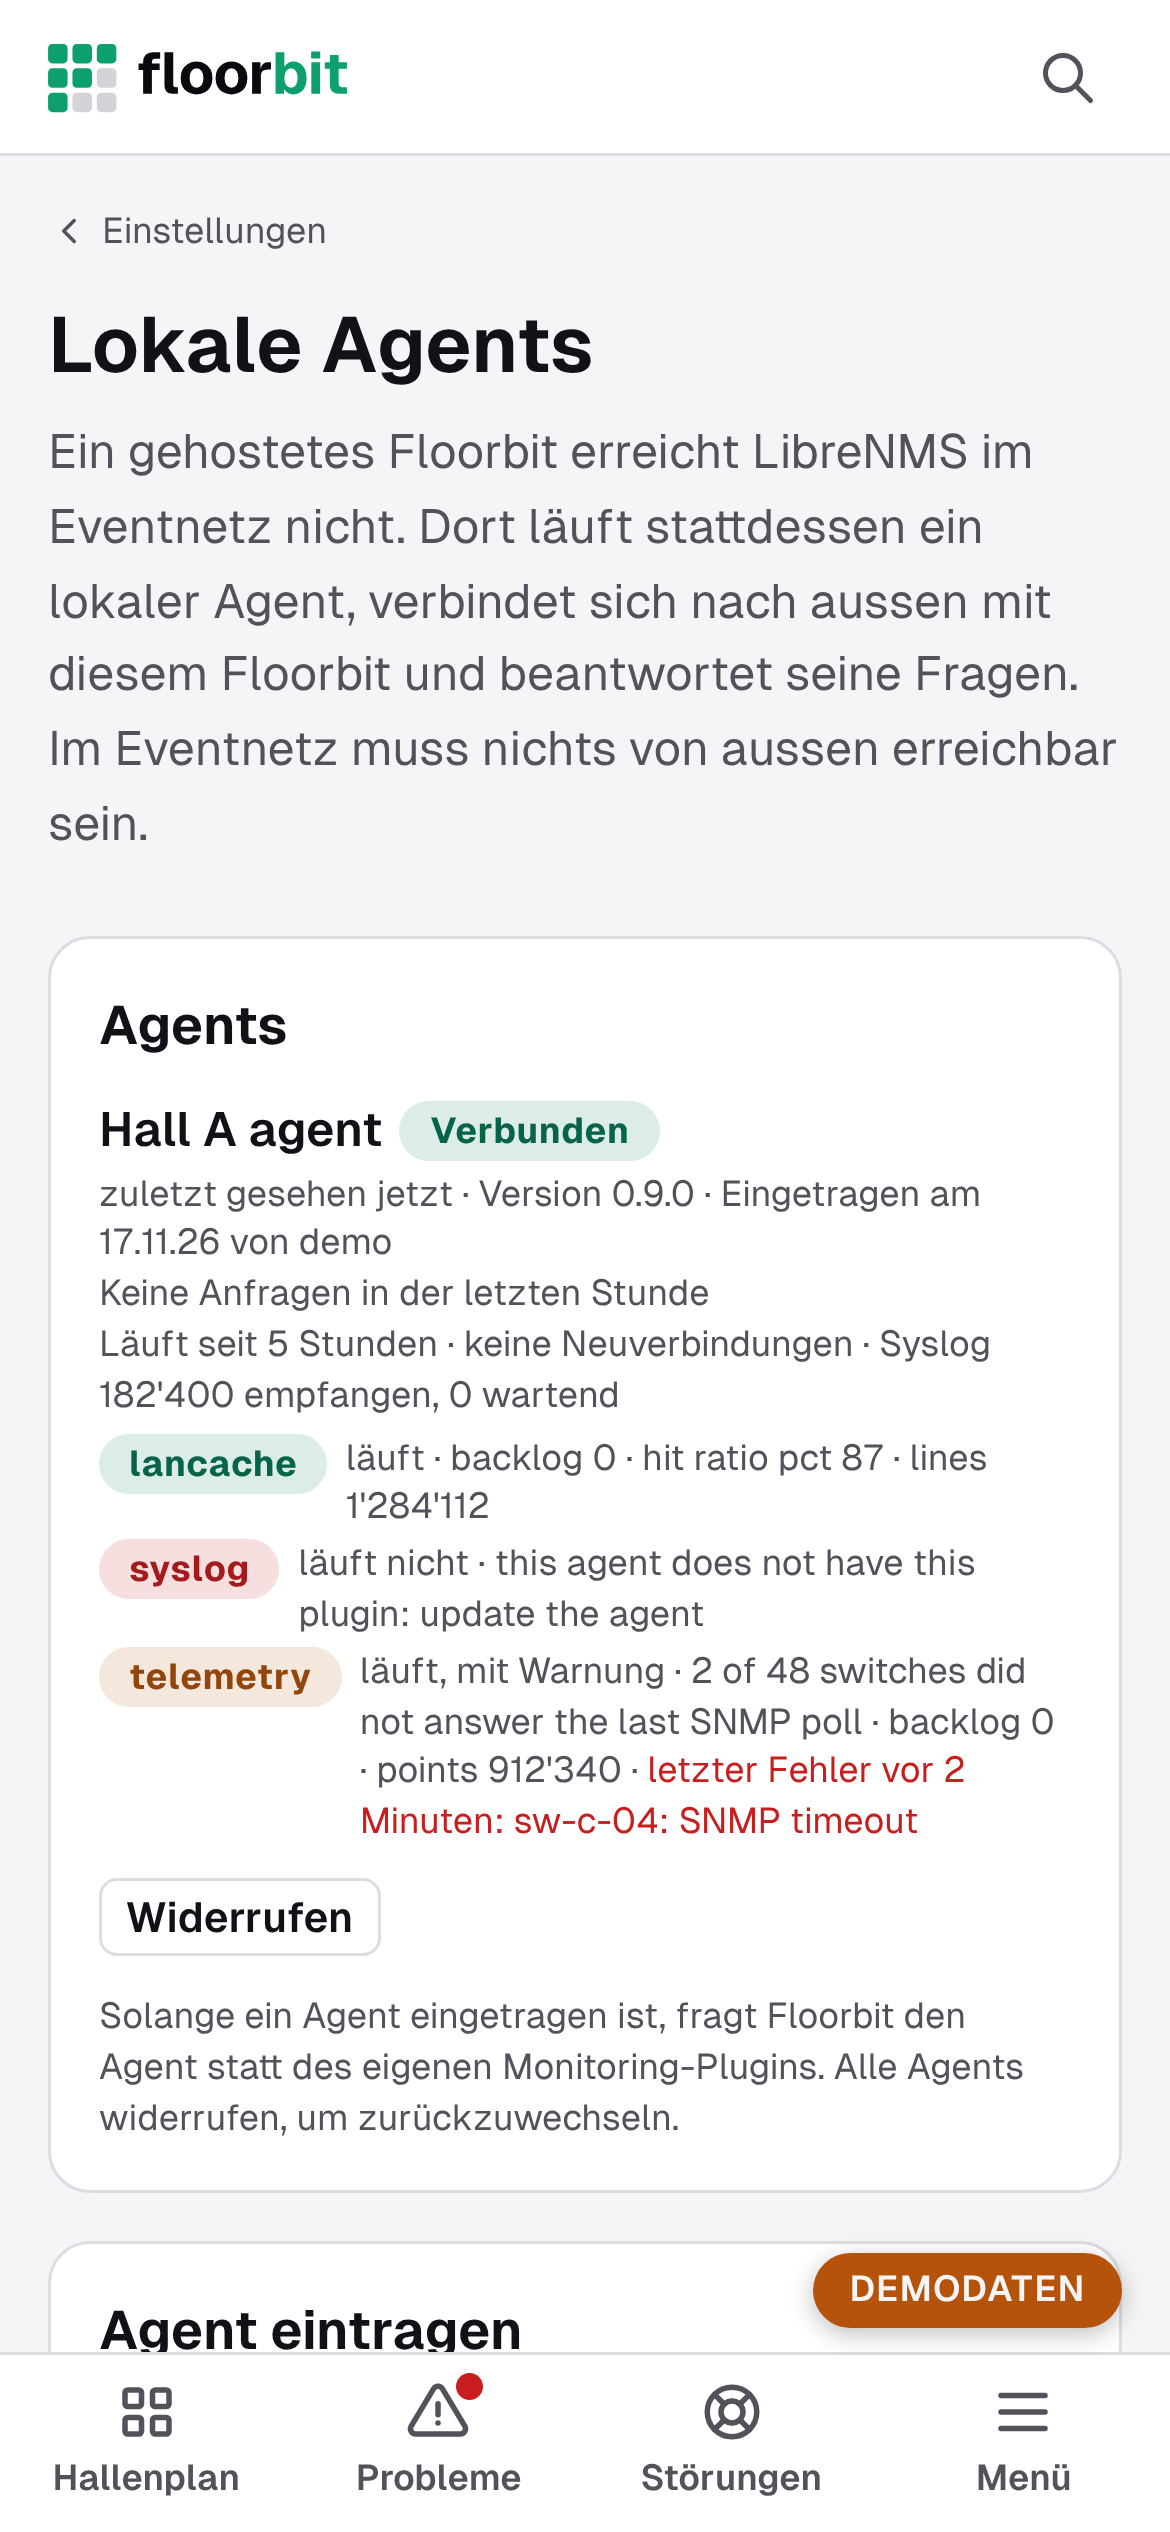 floorbit
Einstellungen
Lokale Agents
Ein gehostetes Floorbit erreicht LibreNMS im
Eventnetz nicht. Dort läuft stattdessen ein
lokaler Agent, verbindet sich nach aussen mit
diesem Floorbit und beantwortet seine Fragen.
Im Eventnetz muss nichts von aussen erreichbar
sein.
Agents
Hall A agent Verbunden
zuletzt gesehen jetzt · Version 0.9.0 · Eingetragen am
17.11.26 von demo
Keine Anfragen in der letzten Stunde
Läuft seit 5 Stunden · keine Neuverbindungen · Syslog
182'400 empfangen, 0 wartend
lancache läuft · backlog 0 · hit ratio pct 87 · lines
1'284'112
syslog läuft nicht · this agent does not have this
plugin: update the agent
telemetry läuft, mit Warnung · 2 of 48 switches did
not answer the last SNMP poll · backlog 0
· points 912'340 · letzter Fehler vor 2
Minuten: sw-c-04: SNMP timeout
Widerrufen
Solange ein Agent eingetragen ist, fragt Floorbit den
Agent statt des eigenen Monitoring-Plugins. Alle Agents
widerrufen, um zurückzuwechseln.
DEMODATEN
Agent eintragen
Hallenplan Probleme Störungen Menü